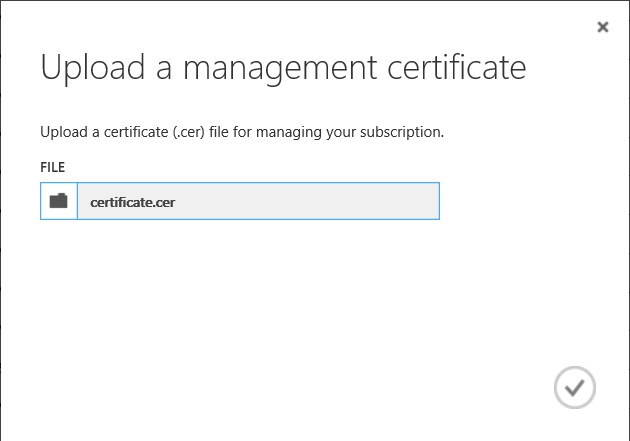 Upload a management certificate
Upload a certificate (.cer) file for managing your subscription.
FILE
certificate.cer